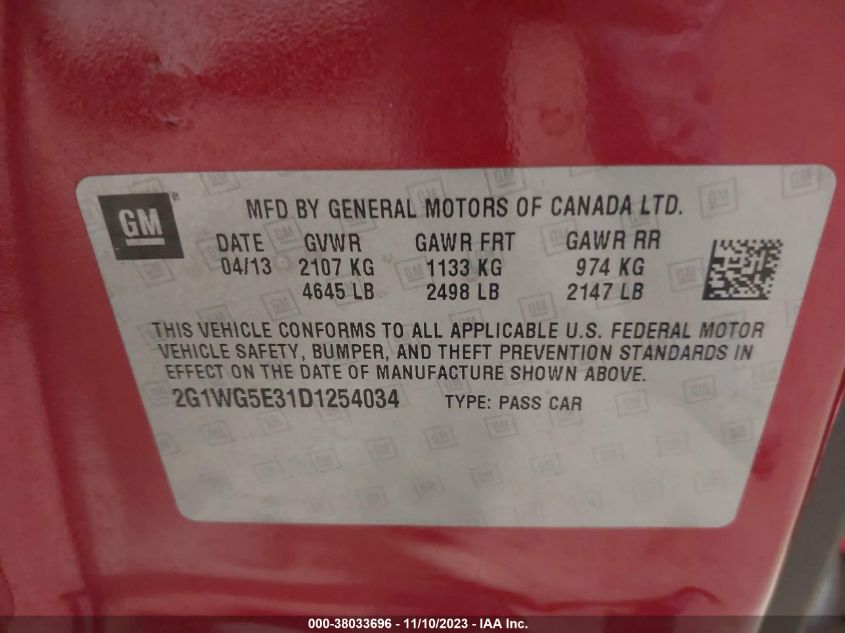 GM
MFD BY GENERAL MOTORS OF CANADA LTD.
DATE GVWR GAWR FRT GAWR RR
04/13 2107 KG 1133 KG 974 KG
4645 LB 2498 LB 2147 LB
THIS VEHICLE CONFORMS TO ALL APPLICABLE U.S. FEDERAL MOTOR
VEHICLE SAFETY, BUMPER, AND THEFT PREVENTION STANDARDS IN
EFFECT ON THE DATE OF MANUFACTURE SHOWN ABOVE.
2G1WG5E31D1254034 TYPE: PASS CAR
000-38033696 - 11/10/2023 - IAA Inc.